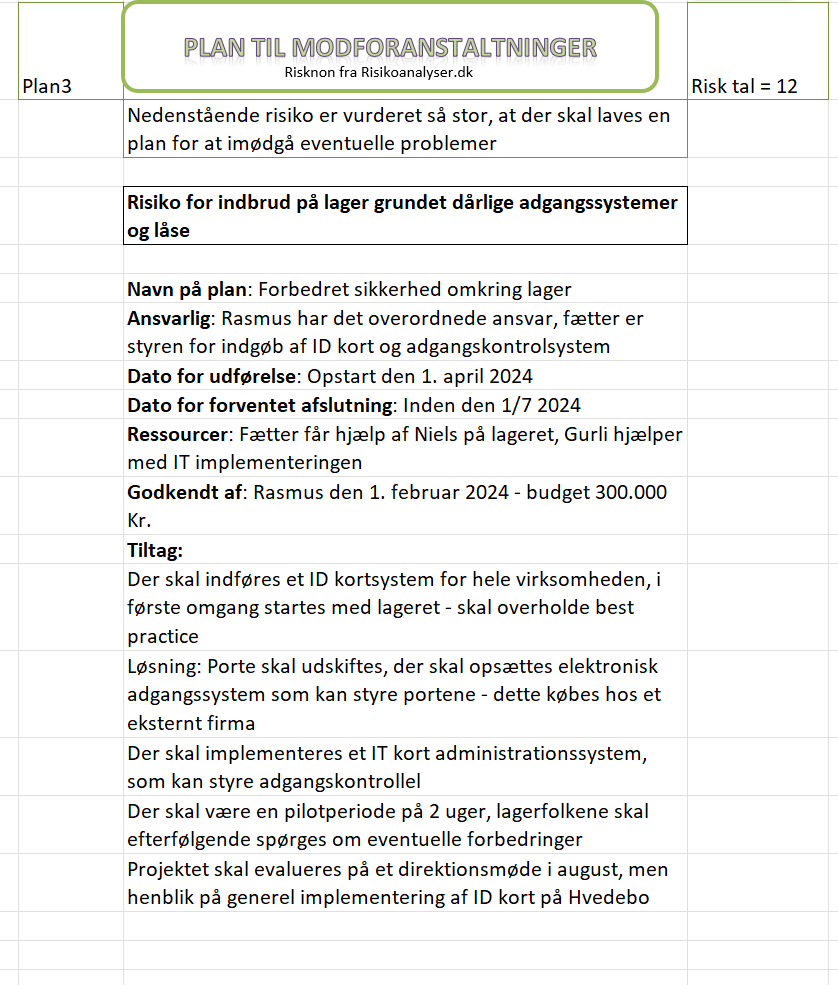 PLAN TIL MODFORANSTALTNINGER
Risknon fra Risikoanalyser.dk
Plan3
Risk tal = 12
Nedenstående risiko er vurderet så stor, at der skal laves en
plan for at imødgå eventuelle problemer
Risiko for indbrud på lager grundet dårlige adgangssystemer
og låse
Navn på plan: Forbedret sikkerhed omkring lager
Ansvarlig: Rasmus har det overordnede ansvar, fætter er
styren for indgøb af ID kort og adgangskontrolsystem
Dato for udførelse: Opstart den 1. april 2024
Dato for forventet afslutning: Inden den 1/7 2024
Ressourcer: Fætter får hjælp af Niels på lageret, Gurli hjælper
med IT implementeringen
Godkendt af: Rasmus den 1. februar 2024 - budget 300.000
Kr.
Tiltag:
Der skal indføres et ID kortsystem for hele virksomheden, i
første omgang startes med lageret - skal overholde best
practice
Løsning: Porte skal udskiftes, der skal opsættes elektronisk
adgangssystem som kan styre portene - dette købes hos et
eksternt firma
Der skal implementeres et IT kort administrationssystem,
som kan styre adgangskontrollel
Der skal være en pilotperiode på 2 uger, lagerfolkene skal
efterfølgende spørges om eventuelle forbedringer
Projektet skal evalueres på et direktionsmøde i august, men
henblik på generel implementering af ID kort på Hvedebo